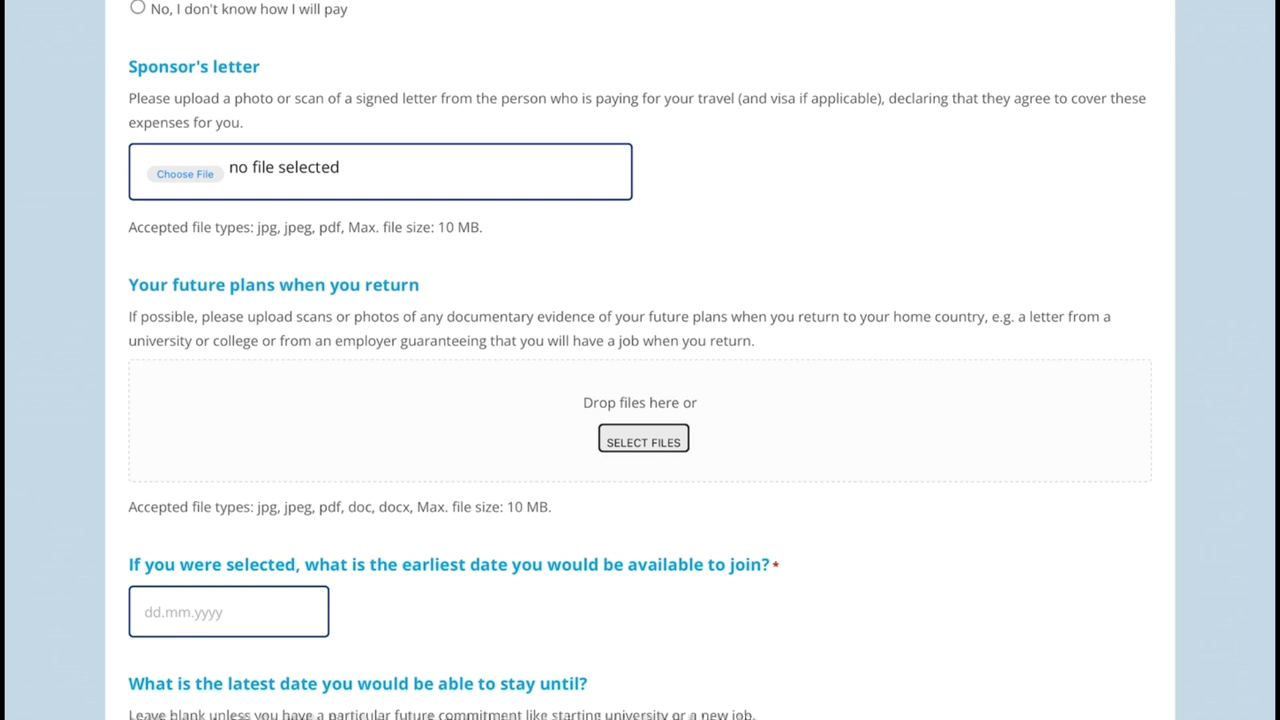 No, I don't know how I will pay
Sponsor's letter
Please upload a photo or scan of a signed letter from the person who is paying for your travel (and visa if applicable), declaring that they agree to cover these
expenses for you.
Choose File no file selected
Accepted file types: jpg, jpeg, pdf, Max. file size: 10 MB.
Your future plans when you return
If possible, please upload scans or photos of any documentary evidence of your future plans when you return to your home country, e.g. a letter from a
university or college or from an employer guaranteeing that you will have a job when you return.
Drop files here or
SELECT FILES
Accepted file types: jpg, jpeg, pdf, doc, docx, Max. file size: 10 MB.
If you were selected, what is the earliest date you would be available to join?*
dd.mm.yyyy
What is the latest date you would be able to stay until?
Leave blank unless you have a particular future commitment like starting university or a new job.